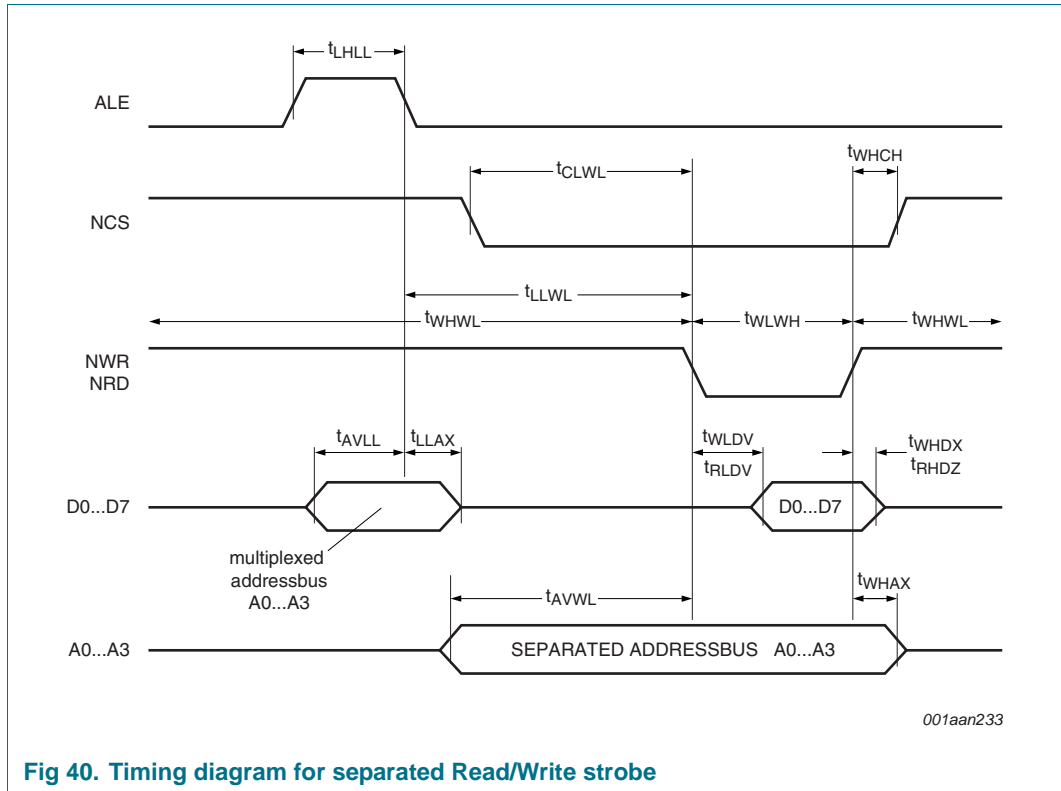 tLHLL
ALE
tCLWL
tWHCH
NCS
tLLWL
tWHWL
tWLWH
tWHWL
NWR
NRD
tAVLL
tLLAX
tWLDV
tRLDV
tWHDX
tRHDZ
D0...D7
D0...D7
multiplexed
addressbus
A0...A3
tAVWL
tWHAX
A0...A3
SEPARATED ADDRESSBUS A0...A3
001aan233
Fig 40. Timing diagram for separated Read/Write strobe